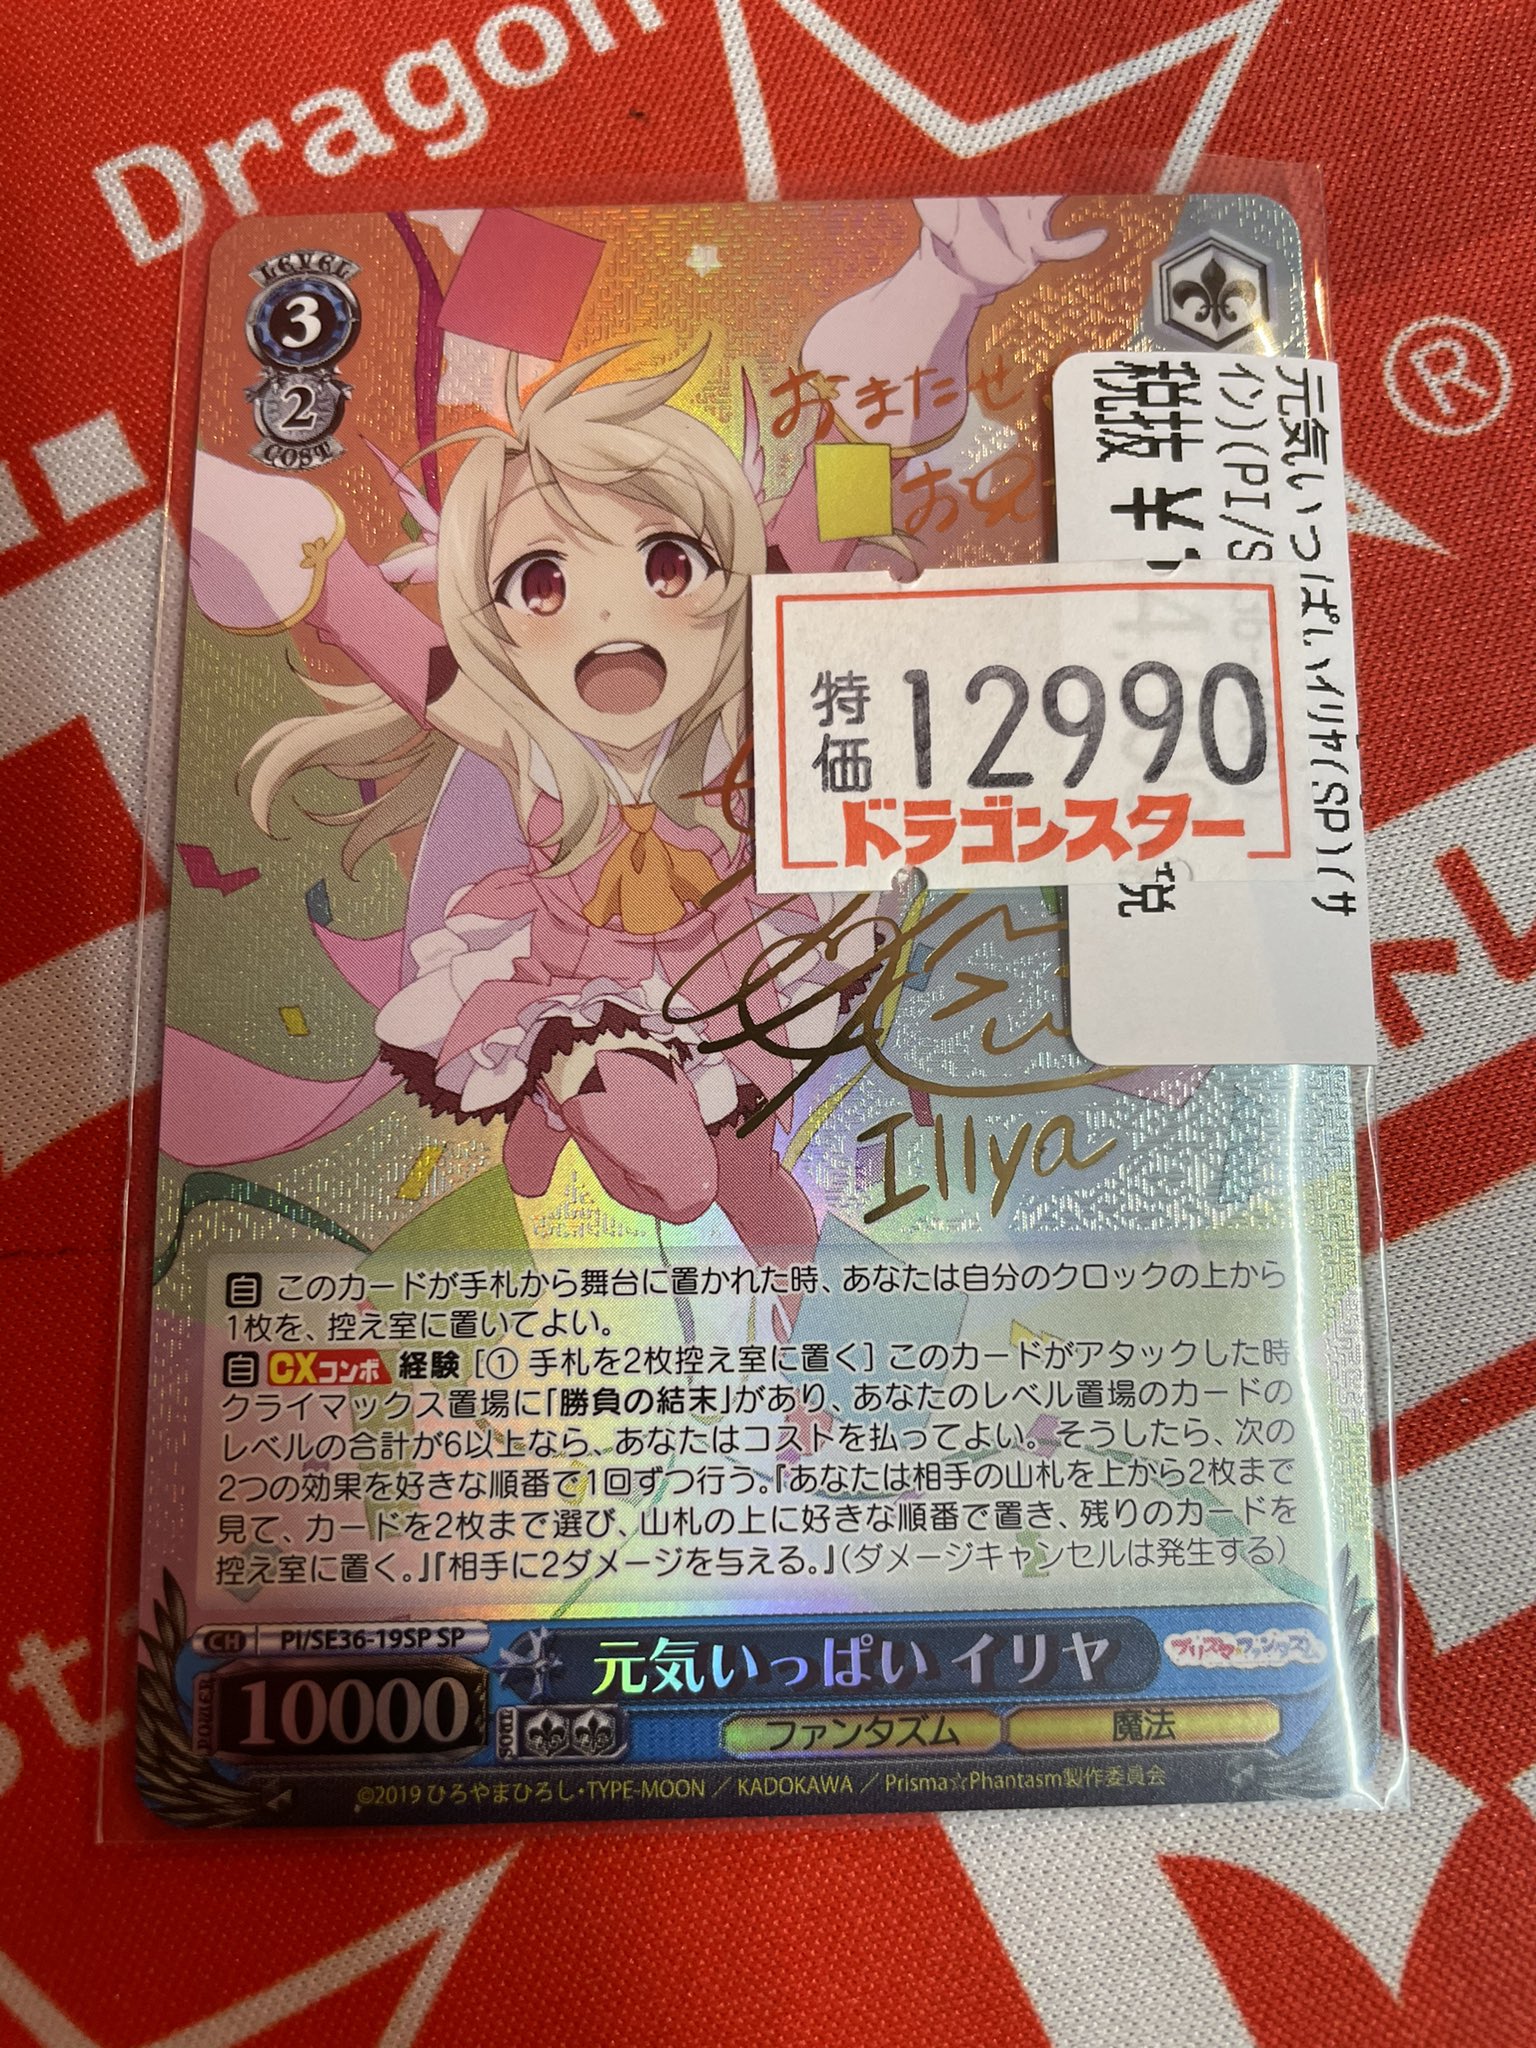 Dragon
®
LEVEL
3
2
COST
おまたせ
お兄
元気いっぱいイリヤ(SP)(サ
イン)(PI/S
税抜 ¥
税
特価 12990
ドラゴンスター
Illya
自 このカードが手札から舞台に置かれた時、あなたは自分のクロックの上から
1枚を、控え室に置いてよい。
自 CXコンボ 経験 [① 手札を2枚控え室に置く] このカードがアタックした時
クライマックス置場に「勝負の結末」があり、あなたのレベル置場のカードの
レベルの合計が6以上なら、あなたはコストを払ってよい。そうしたら、次の
2つの効果を好きな順番で1回ずつ行う。『あなたは相手の山札を上から2枚まで
見て、カードを2枚まで選び、山札の上に好きな順番で置き、残りのカードを
控え室に置く。』『相手に2ダメージを与える。』(ダメージキャンセルは発生する)
CH PI/SE36-19SP SP
元気いっぱい イリヤ
プリズマ☆ファンタズム
POWER 10000
SOUL
ファンタズム 魔法
©2019 ひろやまひろし・TYPE-MOON ／ KADOKAWA ／ Prisma☆Phantasm製作委員会